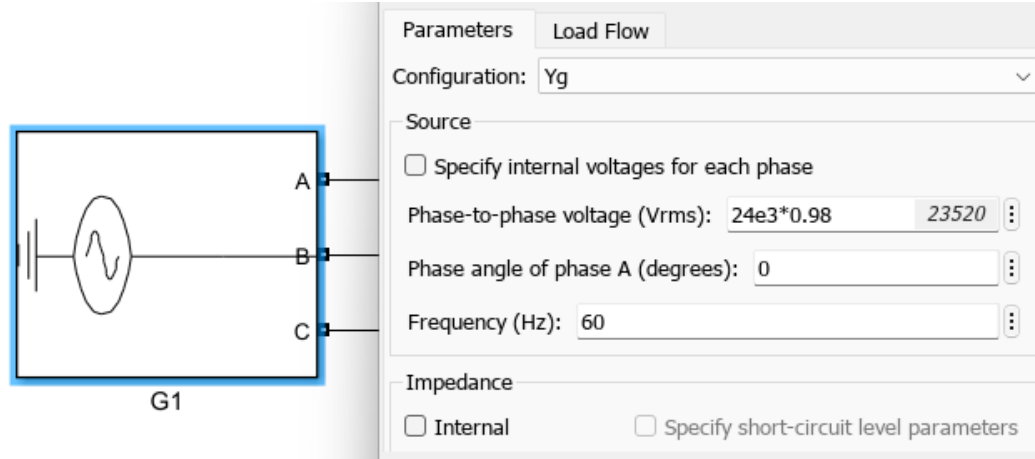 A
B
C
G1
Parameters
Load Flow
Configuration: Yg
Source
Specify internal voltages for each phase
Phase-to-phase voltage (Vrms): 24e3*0.98 23520
Phase angle of phase A (degrees): 0
Frequency (Hz): 60
Impedance
Internal
Specify short-circuit level parameters